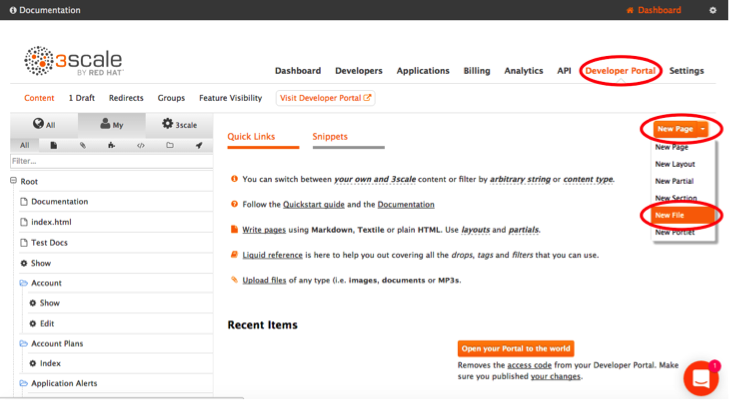 Documentation
Dashboard
3scale
BY RED HAT
Dashboard Developers Applications Billing Analytics API Developer Portal Settings
Content 1 Draft Redirects Groups Feature Visibility Visit Developer Portal
All My 3scale
All
Filter...
Root
Documentation
index.html
Test Docs
Show
Account
Show
Edit
Account Plans
Index
Application Alerts
Quick Links Snippets
You can switch between your own and 3scale content or filter by arbitrary string or content type.
Follow the Quickstart guide and the Documentation
Write pages using Markdown, Textile or plain HTML. Use layouts and partials.
Liquid reference is here to help you out covering all the drops, tags and filters that you can use.
Upload files of any type (i.e. images, documents or MP3s.
Recent Items
Open your Portal to the world
Removes the access code from your Developer Portal. Make
sure you published your changes.
New Page
New Page
New Layout
New Partial
New Section
New File
New Portlet
1